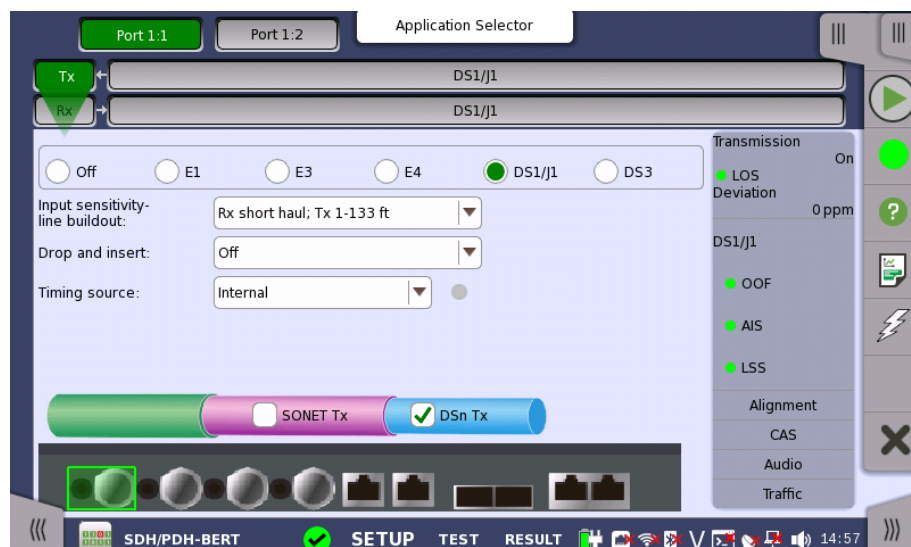 Application Selector
Port 1:1 Port 1:2
Tx DS1/J1
Rx DS1/J1
Off E1 E3 E4 DS1/J1 DS3
Input sensitivity-
line buildout: Rx short haul; Tx 1-133 ft
Drop and insert: Off
Timing source: Internal
SONET Tx DSn Tx
Transmission
On
LOS
Deviation
0 ppm
DS1/J1
OOF
AIS
LSS
Alignment
CAS
Audio
Traffic
SDH/PDH-BERT SETUP TEST RESULT V 14:57